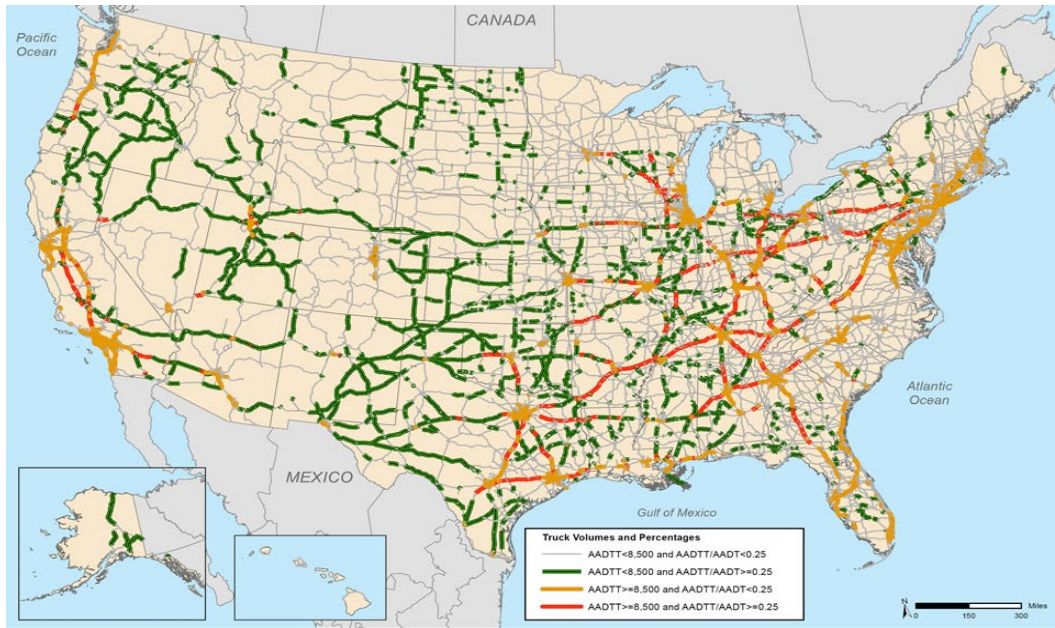 CANADA
Pacific
Ocean
Atlantic
Ocean
MEXICO
Gulf of Mexico
Truck Volumes and Percentages
AADTT<8,500 and AADTT/AADT<0.25
AADTT<8,500 and AADTT/AADT>=0.25
AADTT>=8,500 and AADTT/AADT<0.25
AADTT>=8,500 and AADTT/AADT>=0.25
N
Miles
0 150 300